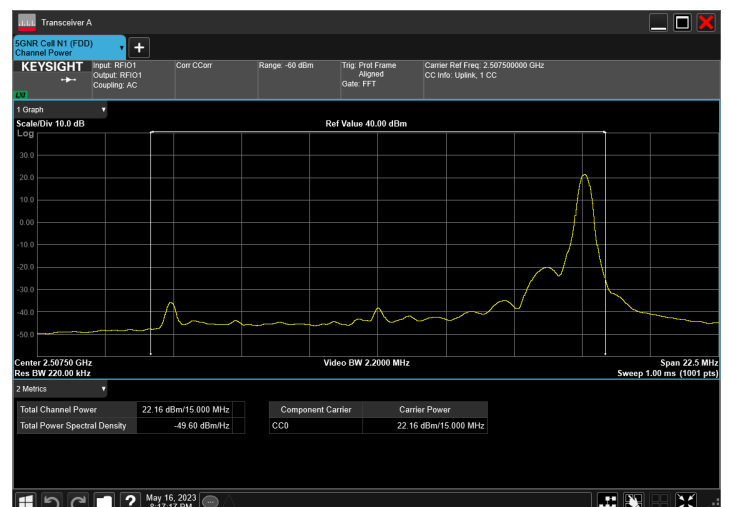 Transceiver A
5GNR Cell N1 (FDD)
Channel Power
KEYSIGHT
LXI
Input: RFIO1
Output: RFIO1
Coupling: AC
Corr CCorr
Range: -60 dBm
Trig: Prot Frame
Aligned
Gate: FFT
Carrier Ref Freq: 2.507500000 GHz
CC Info: Uplink, 1 CC
1 Graph
Scale/Div 10.0 dB
Ref Value 40.00 dBm
Log
30.0
20.0
10.0
0.00
-10.0
-20.0
-30.0
-40.0
-50.0
Center 2.50750 GHz
Video BW 2.2000 MHz
Span 22.5 MHz
Res BW 220.00 kHz
Sweep 1.00 ms (1001 pts)
2 Metrics
Total Channel Power 22.16 dBm/15.000 MHz
Total Power Spectral Density -49.60 dBm/Hz
Component Carrier Carrier Power
CC0 22.16 dBm/15.000 MHz
?
May 16, 2023
8:17:17 PM